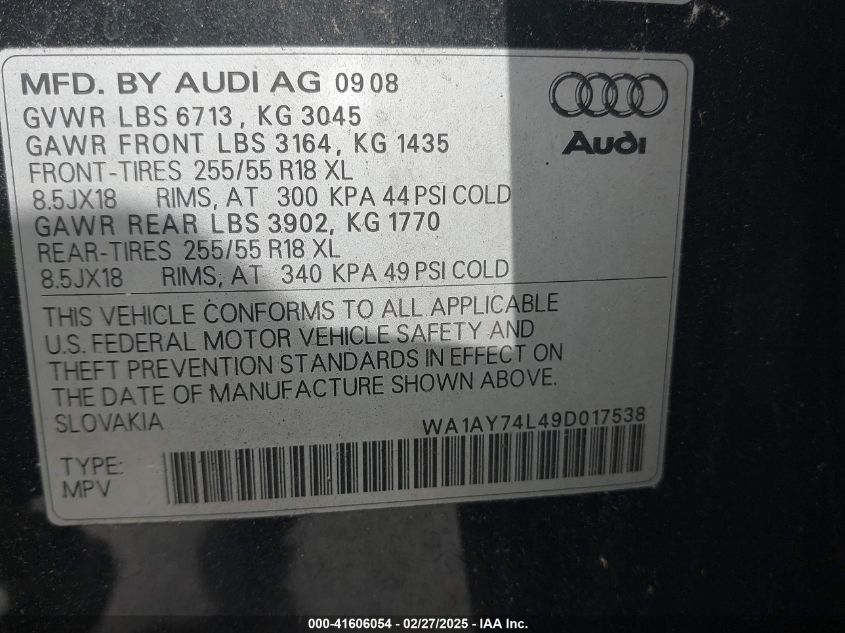 MFD. BY AUDI AG 09 08
GVWR LBS 6713, KG 3045
GAWR FRONT LBS 3164, KG 1435
FRONT-TIRES 255/55 R18 XL
8.5JX18 RIMS, AT 300 KPA 44 PSI COLD
GAWR REAR LBS 3902, KG 1770
REAR-TIRES 255/55 R18 XL
8.5JX18 RIMS, AT 340 KPA 49 PSI COLD
Audi
THIS VEHICLE CONFORMS TO ALL APPLICABLE
U.S. FEDERAL MOTOR VEHICLE SAFETY AND
THEFT PREVENTION STANDARDS IN EFFECT ON
THE DATE OF MANUFACTURE SHOWN ABOVE.
SLOVAKIA WA1AY74L49D017538
TYPE:
MPV
000-41606054 - 02/27/2025 - IAA Inc.